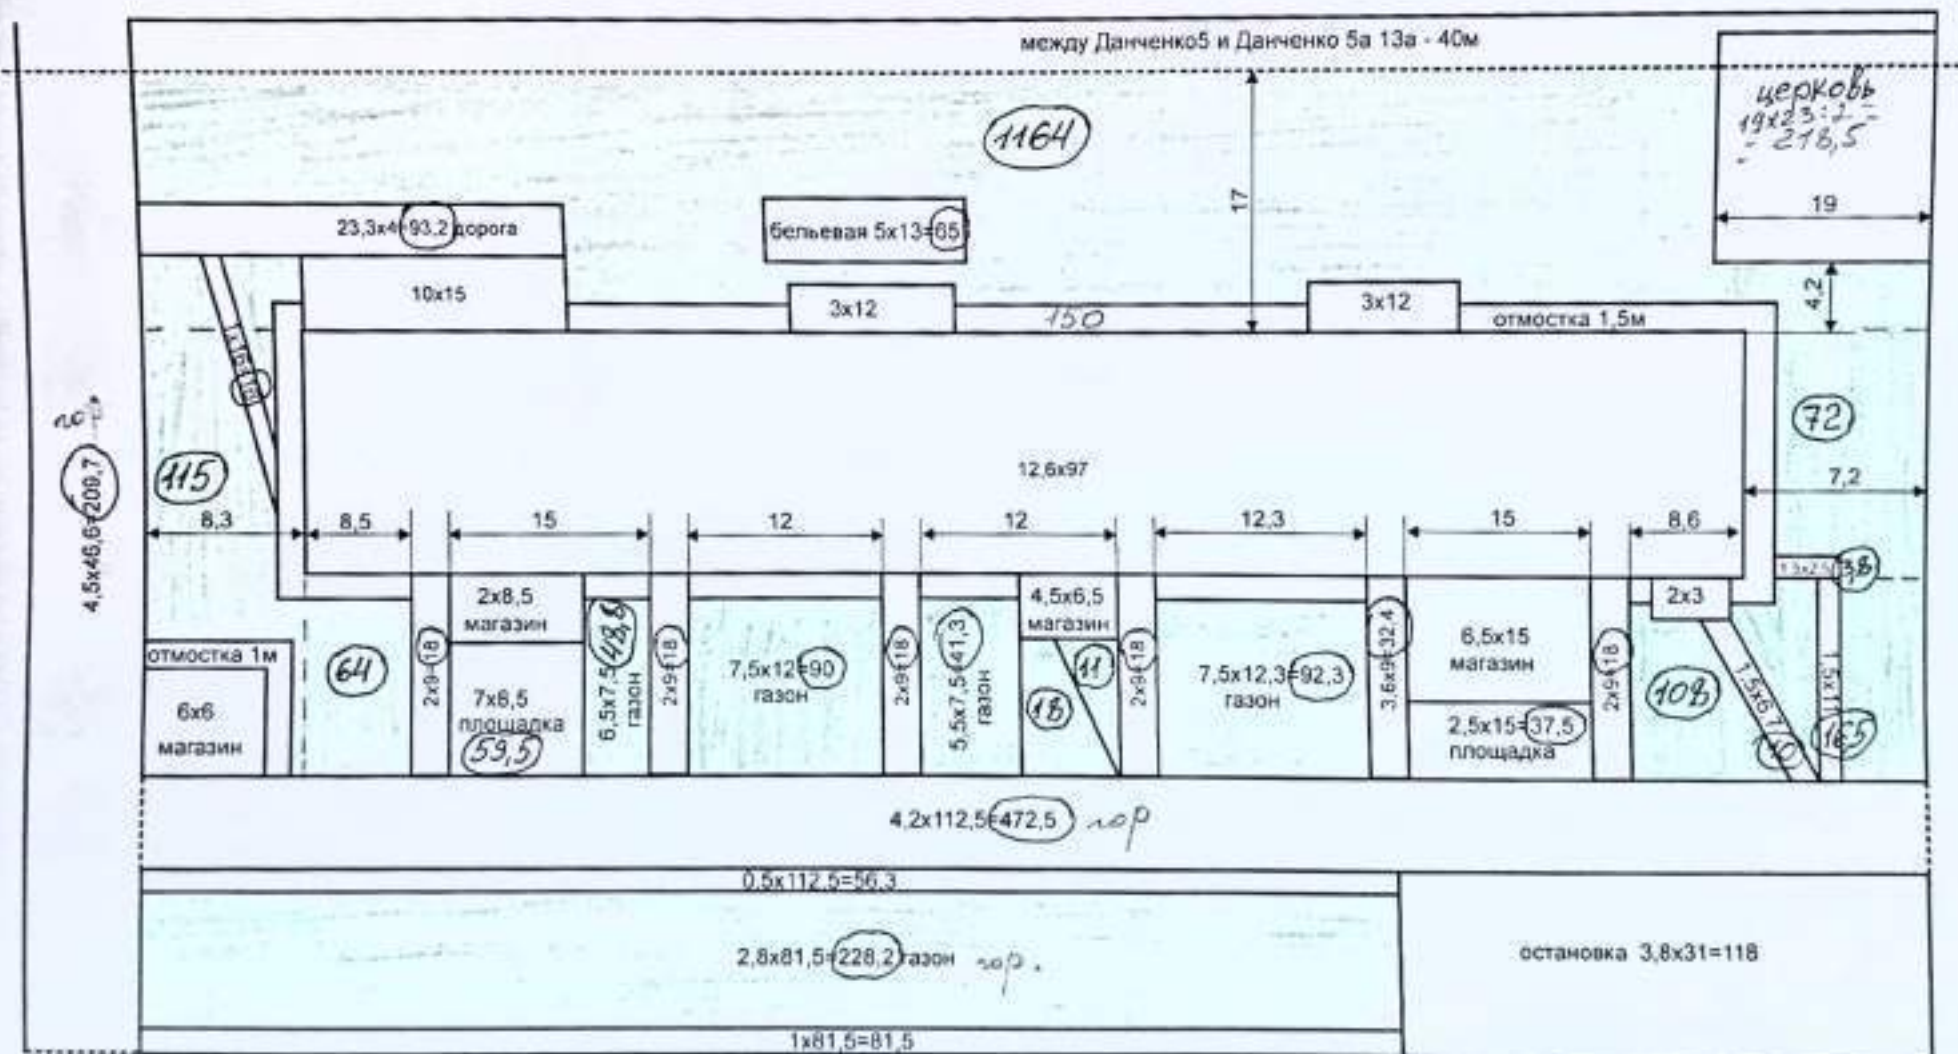 между Данченко5 и Данченко 5а 13а - 40м
церковь
19х23:2 =
= 218,5
1164
17
19
23,3х4=93,2 дорога
бельевая 5х13=65
4,2
10х15
3х12
150
3х12
отмостка 1,5м
4,5х46,6=209,7
115
72
12,6х97
8,3
8,5
15
12
12
12,3
15
8,6
7,2
2х8,5
магазин
4,5х6,5
магазин
2х3
отмостка 1м
64
2х9=18
6,5х7,5=48,8
газон
2х9=18
7,5х12=90
газон
2х9=18
5,5х7,5=41,3
газон
11
18
2х9=18
7,5х12,3=92,3
газон
3,6х9=32,4
6,5х15
магазин
2х9=18
108
1,5х6,7
16,5
6х6
магазин
7х8,5
площадка
59,5
2,5х15=37,5
площадка
4,2х112,5=472,5 гор
0,5х112,5=56,3
2,8х81,5=228,2 газон гор.
остановка 3,8х31=118
1х81,5=81,5